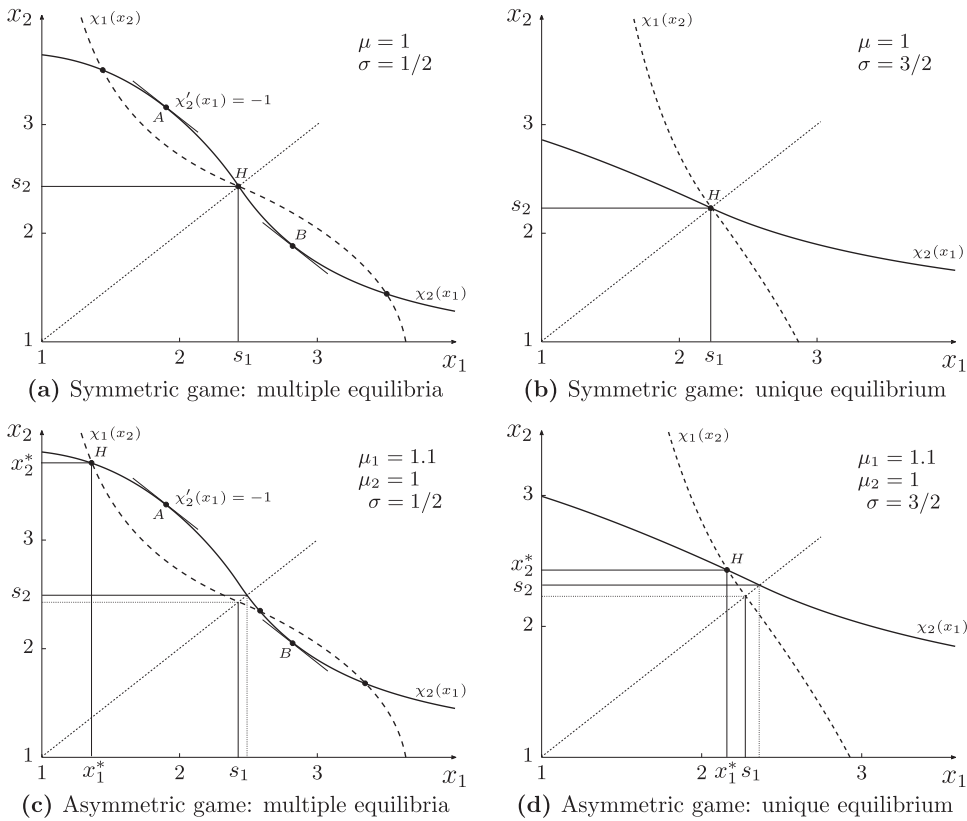 x₂
χ₁(x₂)
μ = 1
σ = 1/2
χ′₂(x₁) = −1
A
3
H
s₂
B
2
χ₂(x₁)
1
1 2 s₁ 3 x₁
(a) Symmetric game: multiple equilibria
x₂
χ₁(x₂)
μ = 1
σ = 3/2
3
H
s₂
2
χ₂(x₁)
1
1 2 s₁ 3 x₁
(b) Symmetric game: unique equilibrium
x₂
χ₁(x₂)
H
x₂*
μ₁ = 1.1
μ₂ = 1
σ = 1/2
χ′₂(x₁) = −1
A
3
s₂
2
B
χ₂(x₁)
1
1 x₁* 2 s₁ 3 x₁
(c) Asymmetric game: multiple equilibria
x₂
χ₁(x₂)
μ₁ = 1.1
μ₂ = 1
σ = 3/2
3
H
x₂*
s₂
2
χ₂(x₁)
1
1 2 x₁* s₁ 3 x₁
(d) Asymmetric game: unique equilibrium